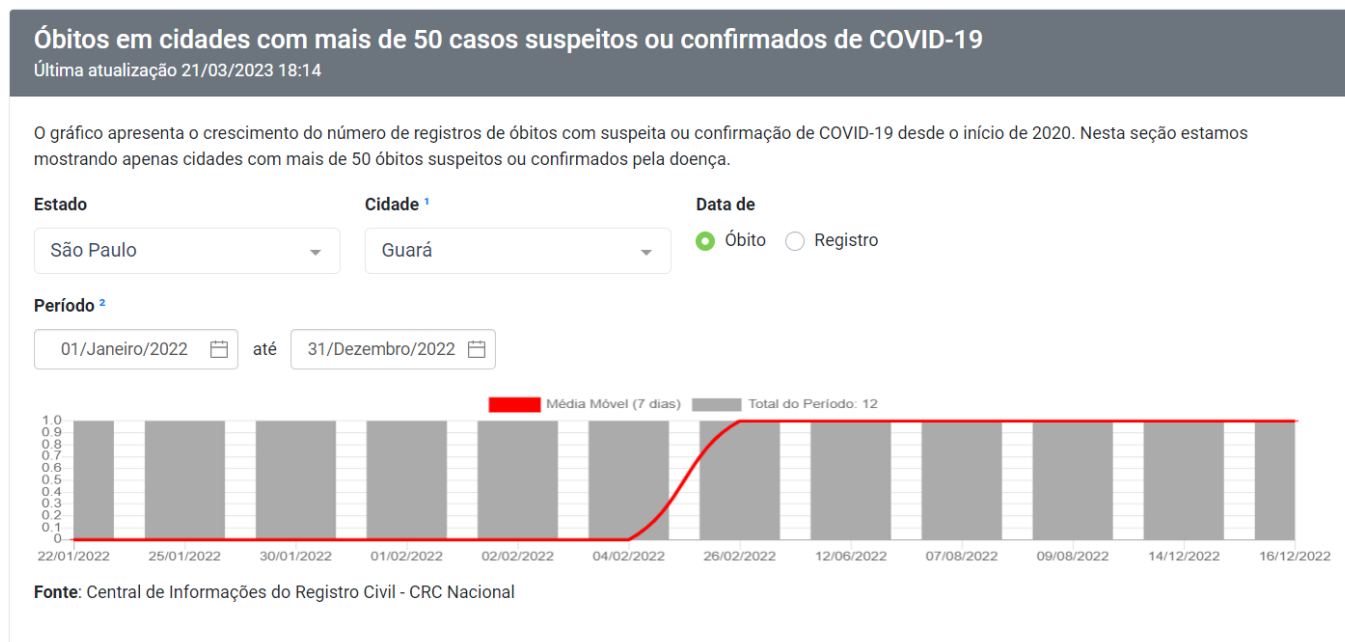 Óbitos em cidades com mais de 50 casos suspeitos ou confirmados de COVID-19
Última atualização 21/03/2023 18:14
O gráfico apresenta o crescimento do número de registros de óbitos com suspeita ou confirmação de COVID-19 desde o início de 2020. Nesta seção estamos
mostrando apenas cidades com mais de 50 óbitos suspeitos ou confirmados pela doença.
Estado Cidade ¹ Data de
São Paulo Guará Óbito Registro
Período ²
01/Janeiro/2022 até 31/Dezembro/2022
Média Móvel (7 dias) Total do Período: 12
1.0
0.9
0.8
0.7
0.6
0.5
0.4
0.3
0.2
0.1
0
22/01/2022 25/01/2022 30/01/2022 01/02/2022 02/02/2022 04/02/2022 26/02/2022 12/06/2022 07/08/2022 09/08/2022 14/12/2022 16/12/2022
Fonte: Central de Informações do Registro Civil - CRC Nacional